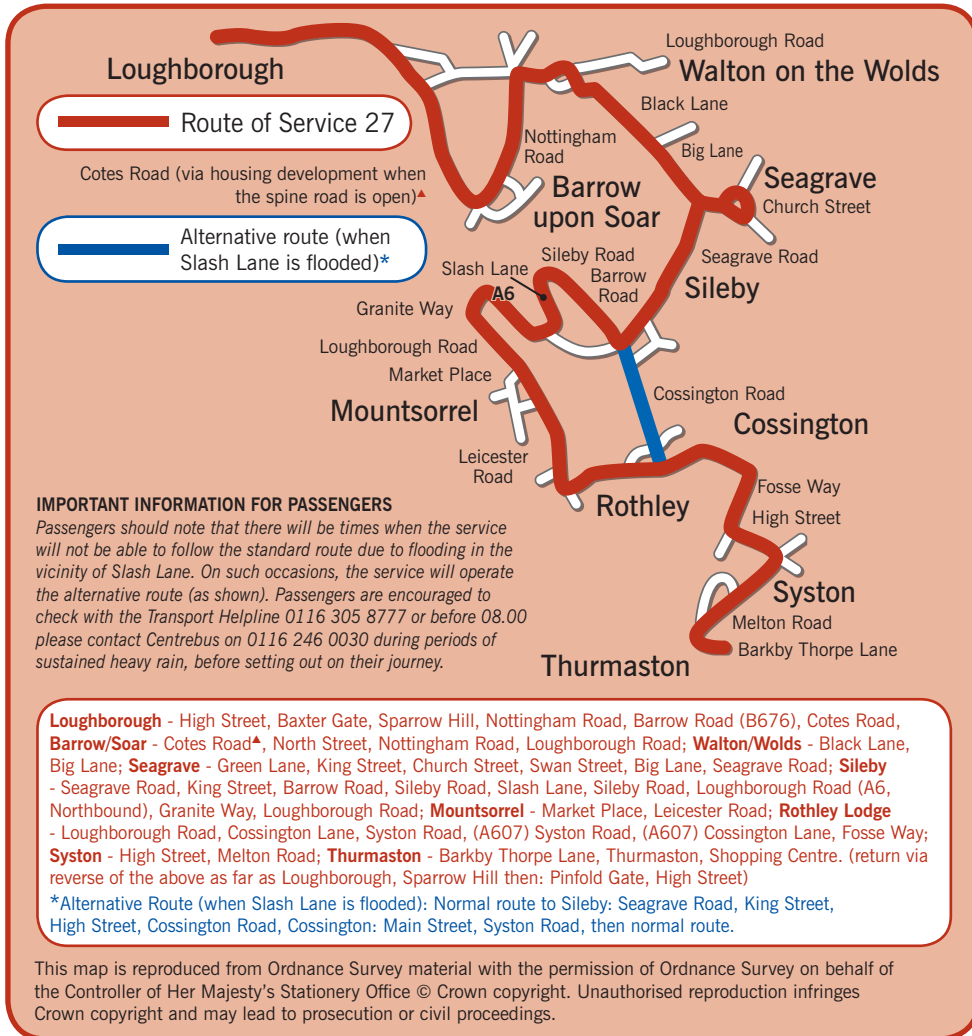 Loughborough Road
Loughborough
Walton on the Wolds
Route of Service 27
Black Lane
Nottingham
Road
Big Lane
Cotes Road (via housing development when
the spine road is open)▲
Barrow
upon Soar
Seagrave
Church Street
Alternative route (when
Slash Lane is flooded)*
Sileby Road
Seagrave Road
Slash Lane
Barrow
Road
Sileby
A6
Granite Way
Loughborough Road
Market Place
Mountsorrel
Cossington Road
Cossington
Leicester
Road
Rothley
Fosse Way
High Street
IMPORTANT INFORMATION FOR PASSENGERS
Passengers should note that there will be times when the service
will not be able to follow the standard route due to flooding in the
vicinity of Slash Lane. On such occasions, the service will operate
the alternative route (as shown). Passengers are encouraged to
check with the Transport Helpline 0116 305 8777 or before 08.00
please contact Centrebus on 0116 246 0030 during periods of
sustained heavy rain, before setting out on their journey.
Syston
Melton Road
Barkby Thorpe Lane
Thurmaston
Loughborough - High Street, Baxter Gate, Sparrow Hill, Nottingham Road, Barrow Road (B676), Cotes Road,
Barrow/Soar - Cotes Road▲, North Street, Nottingham Road, Loughborough Road; Walton/Wolds - Black Lane,
Big Lane; Seagrave - Green Lane, King Street, Church Street, Swan Street, Big Lane, Seagrave Road; Sileby
- Seagrave Road, King Street, Barrow Road, Sileby Road, Slash Lane, Sileby Road, Loughborough Road (A6,
Northbound), Granite Way, Loughborough Road; Mountsorrel - Market Place, Leicester Road; Rothley Lodge
- Loughborough Road, Cossington Lane, Syston Road, (A607) Syston Road, (A607) Cossington Lane, Fosse Way;
Syston - High Street, Melton Road; Thurmaston - Barkby Thorpe Lane, Thurmaston, Shopping Centre. (return via
reverse of the above as far as Loughborough, Sparrow Hill then: Pinfold Gate, High Street)
*Alternative Route (when Slash Lane is flooded): Normal route to Sileby: Seagrave Road, King Street,
High Street, Cossington Road, Cossington: Main Street, Syston Road, then normal route.
This map is reproduced from Ordnance Survey material with the permission of Ordnance Survey on behalf of
the Controller of Her Majesty's Stationery Office © Crown copyright. Unauthorised reproduction infringes
Crown copyright and may lead to prosecution or civil proceedings.